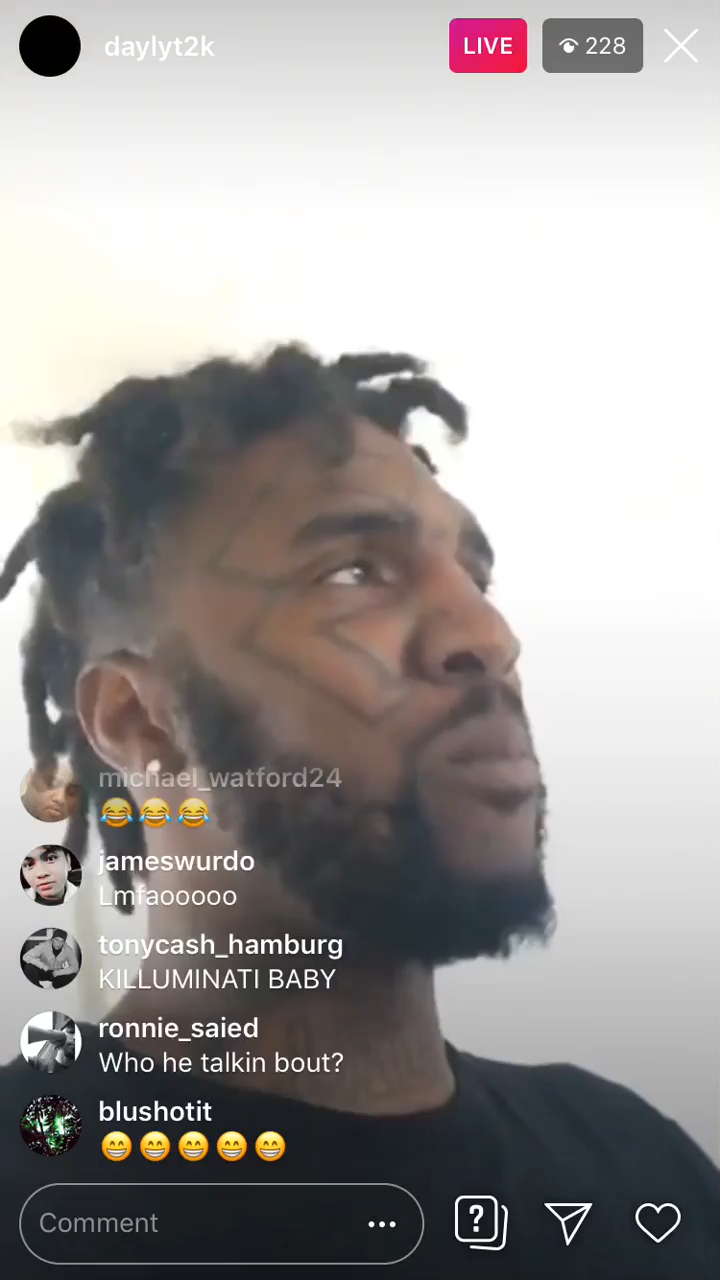 daylyt2k
LIVE
228
michael_watford24
😂😂😂
jameswurdo
Lmfaooooo
tonycash_hamburg
KILLUMINATI BABY
ronnie_saied
Who he talkin bout?
blushotit
😁😁😁😁😁
Comment